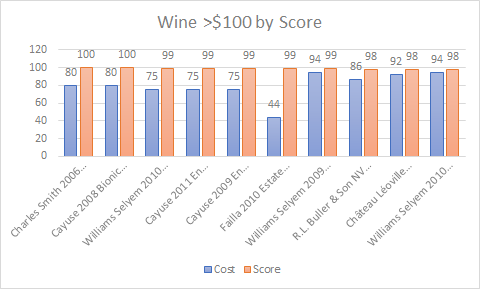 Wine >$100 by Score
120
100
80
60
40
20
0
80 100
80 100
75 99
75 99
75 99
44 99
94 99
86 98
92 98
94 98
Charles Smith 2006...
Cayuse 2008 Bionic...
Williams Selyem 2010...
Cayuse 2011 En...
Cayuse 2009 En...
Failla 2010 Estate...
Williams Selyem 2009...
R.L. Buller & Son NV...
Château Léoville...
Williams Selyem 2010...
Cost Score